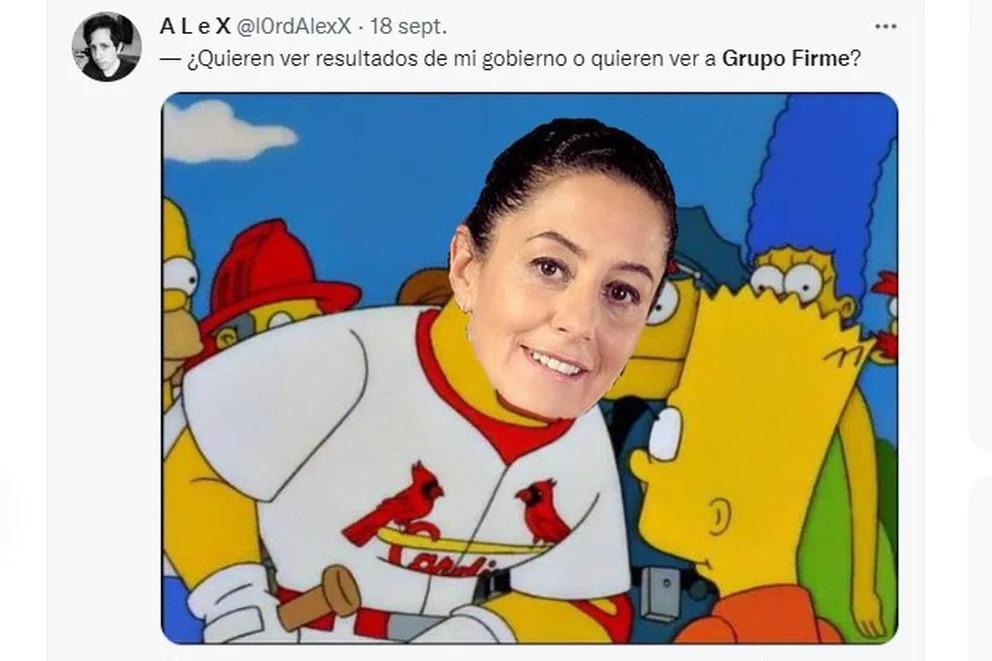 A L e X @l0rdAlexX · 18 sept.
— ¿Quieren ver resultados de mi gobierno o quieren ver a Grupo Firme?